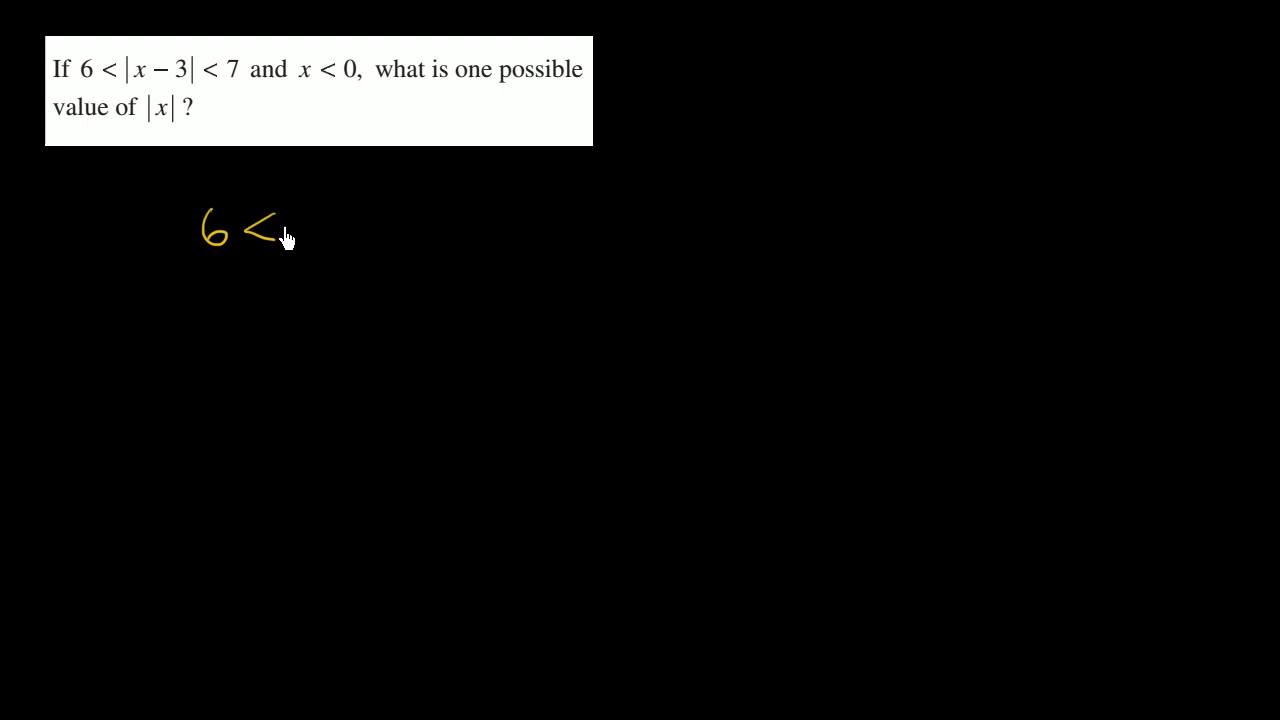 If 6 < |x − 3| < 7 and x < 0, what is one possible
value of |x| ?
6 <